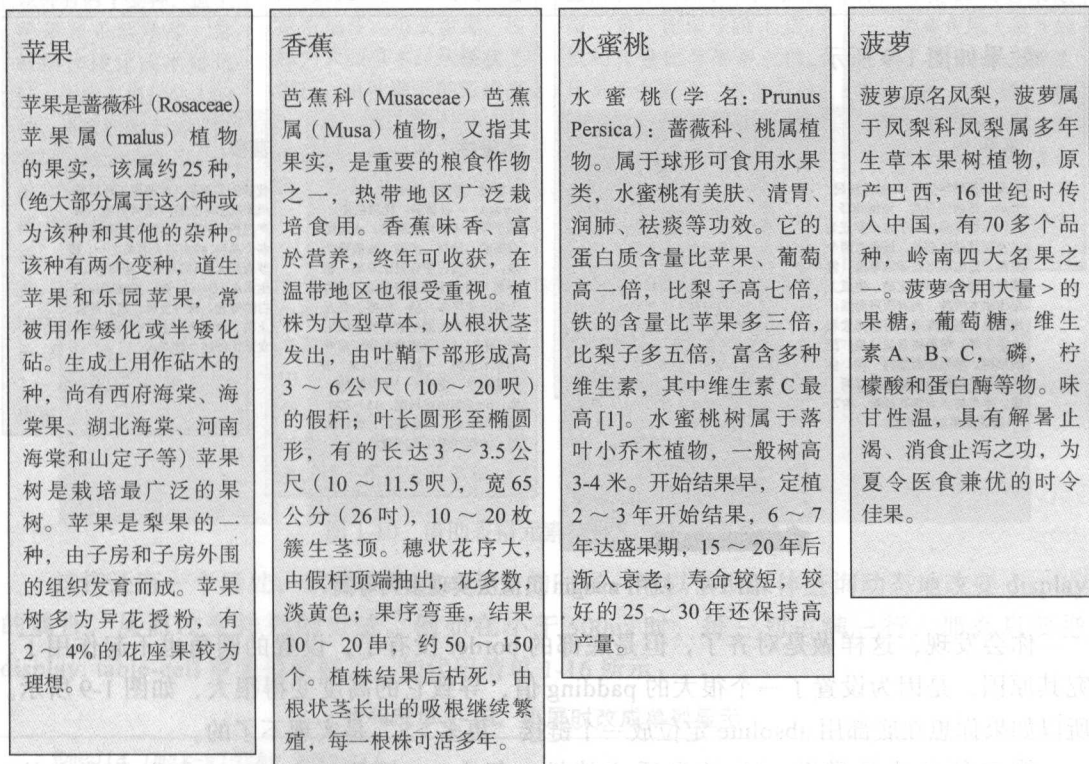 苹果
苹果是蔷薇科（Rosaceae）
苹果属（malus）植物
的果实，该属约25种，
（绝大部分属于这个种或
为该种和其他的杂种。
该种有两个变种，道生
苹果和乐园苹果，常
被用作矮化或半矮化
砧。生成上用作砧木的
种，尚有西府海棠、海
棠果、湖北海棠、河南
海棠和山定子等）苹果
树是栽培最广泛的果
树。苹果是梨果的一
种，由子房和子房外围
的组织发育而成。苹果
树多为异花授粉，有
2～4%的花座果较为
理想。
香蕉
芭蕉科（Musaceae）芭蕉
属（Musa）植物，又指其
果实，是重要的粮食作物
之一，热带地区广泛栽
培食用。香蕉味香、富
於营养，终年可收获，在
温带地区也很受重视。植
株为大型草本，从根状茎
发出，由叶鞘下部形成高
3～6公尺（10～20呎）
的假杆；叶长圆形至椭圆
形，有的长达3～3.5公
尺（10～11.5呎），宽65
公分（26吋），10～20枚
簇生茎顶。穗状花序大，
由假杆顶端抽出，花多数，
淡黄色；果序弯垂，结果
10～20串，约50～150
个。植株结果后枯死，由
根状茎长出的吸根继续繁
殖，每一根株可活多年。
水蜜桃
水蜜桃（学名：Prunus
Persica）：蔷薇科、桃属植
物。属于球形可食用水果
类，水蜜桃有美肤、清胃、
润肺、祛痰等功效。它的
蛋白质含量比苹果、葡萄
高一倍，比梨子高七倍，
铁的含量比苹果多三倍，
比梨子多五倍，富含多种
维生素，其中维生素C最
高[1]。水蜜桃树属于落
叶小乔木植物，一般树高
3-4米。开始结果早，定植
2～3年开始结果，6～7
年达盛果期，15～20年后
渐入衰老，寿命较短，较
好的25～30年还保持高
产量。
菠萝
菠萝原名凤梨，菠萝属
于凤梨科凤梨属多年
生草本果树植物，原
产巴西，16世纪时传
人中国，有70多个品
种，岭南四大名果之
一。菠萝含用大量>的
果糖，葡萄糖，维生
素A、B、C，磷，柠
檬酸和蛋白酶等物。味
甘性温，具有解暑止
渴、消食止泻之功，为
夏令医食兼优的时令
佳果。